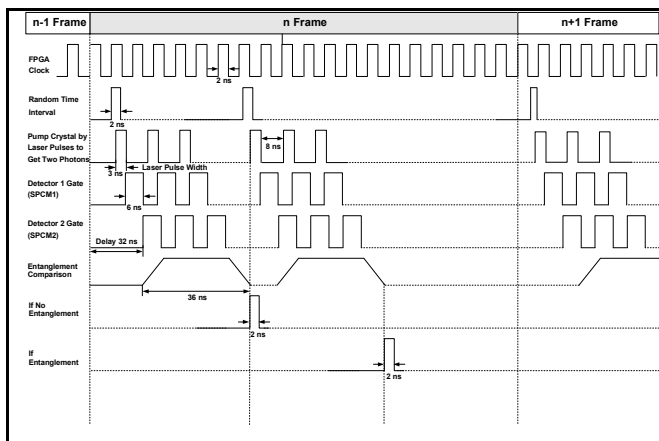 n-1 Frame
n Frame
n+1 Frame
FPGA
Clock
2 ns
Random Time
Interval
2 ns
Pump Crystal by
Laser Pulses to
Get Two Photons
8 ns
3 ns
Laser Pulse Width
Detector 1 Gate
(SPCM1)
6 ns
Detector 2 Gate
(SPCM2)
Delay 32 ns
Entanglement
Comparison
36 ns
If No
Entanglement
2 ns
If
Entanglement
2 ns